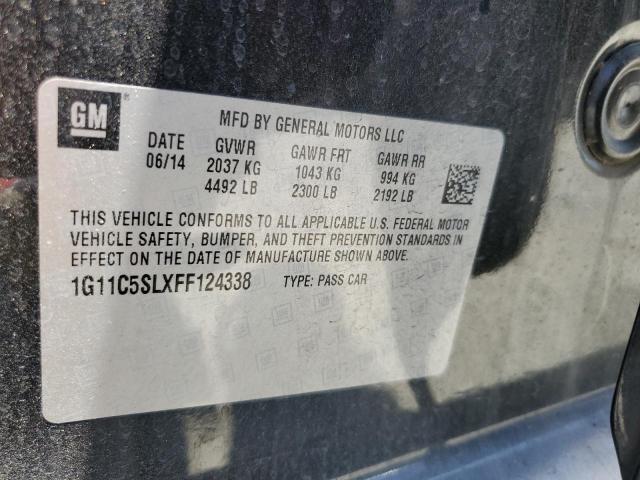 GM
MFD BY GENERAL MOTORS LLC
DATE GVWR GAWR FRT GAWR RR
06/14 2037 KG 1043 KG 994 KG
4492 LB 2300 LB 2192 LB
THIS VEHICLE CONFORMS TO ALL APPLICABLE U.S. FEDERAL MOTOR
VEHICLE SAFETY, BUMPER, AND THEFT PREVENTION STANDARDS IN
EFFECT ON THE DATE OF MANUFACTURE SHOWN ABOVE.
1G11C5SLXFF124338 TYPE: PASS CAR